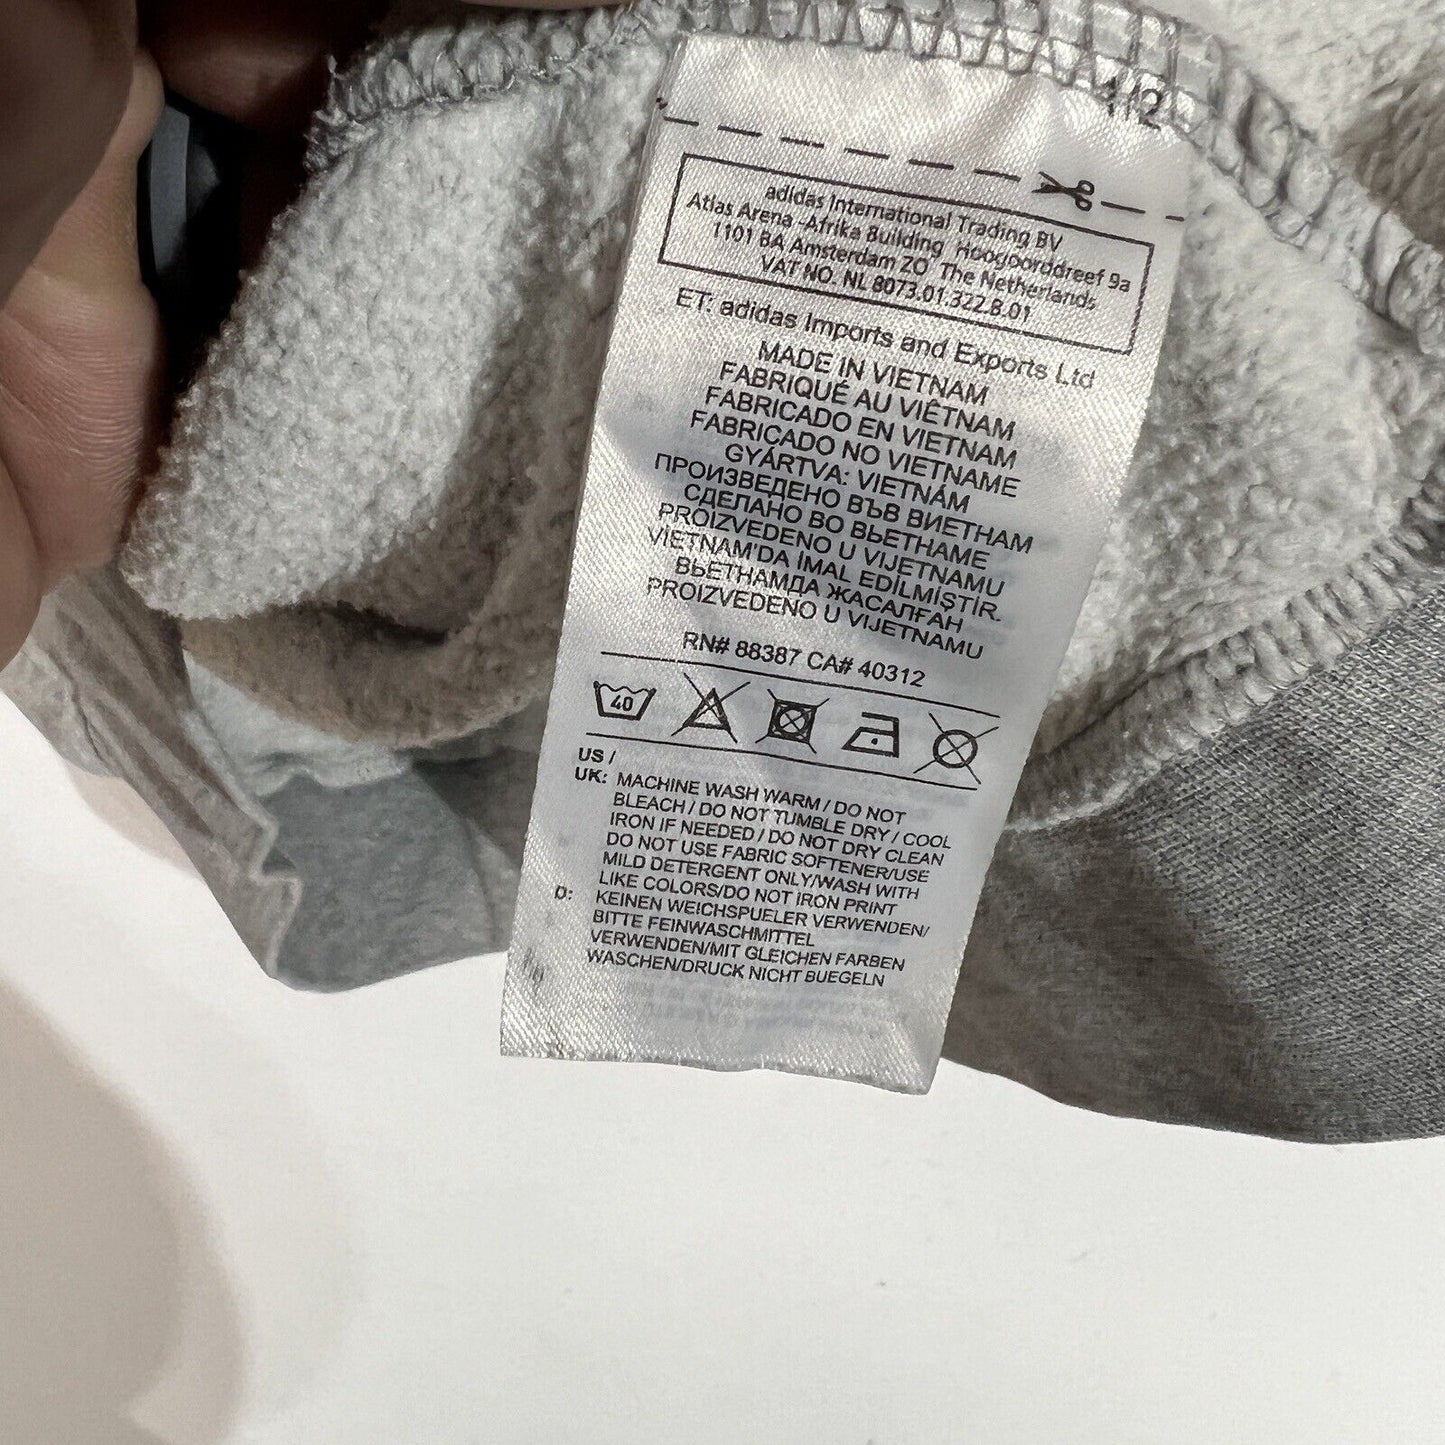 1/2
adidas International Trading BV
Atlas Arena -Afrika Building Hoogoorddreef 9a
1101 BA Amsterdam ZO The Netherlands
VAT NO. NL 8073.01.322.B.01
ET: adidas Imports and Exports Ltd
MADE IN VIETNAM
FABRIQUÉ AU VIÊTNAM
FABRICADO EN VIETNAM
FABRICADO NO VIETNAME
GYÁRTVA: VIETNÁM
ПРОИЗВЕДЕНО ВЪВ ВИЕТНАМ
СДЕЛАНО ВО ВЬЕТНАМЕ
PROIZVEDENO U VIJETNAMU
VIETNAM'DA İMAL EDİLMİŞTİR.
ВЬЕТНАМДА ЖАСАЛҒАН
PROIZVEDENO U VIJETNAMU
RN# 88387 CA# 40312
40
US /
UK: MACHINE WASH WARM / DO NOT
BLEACH / DO NOT TUMBLE DRY / COOL
IRON IF NEEDED / DO NOT DRY CLEAN
DO NOT USE FABRIC SOFTENER/USE
MILD DETERGENT ONLY/WASH WITH
LIKE COLORS/DO NOT IRON PRINT
D: KEINEN WEICHSPUELER VERWENDEN/
BITTE FEINWASCHMITTEL
VERWENDEN/MIT GLEICHEN FARBEN
WASCHEN/DRUCK NICHT BUEGELN